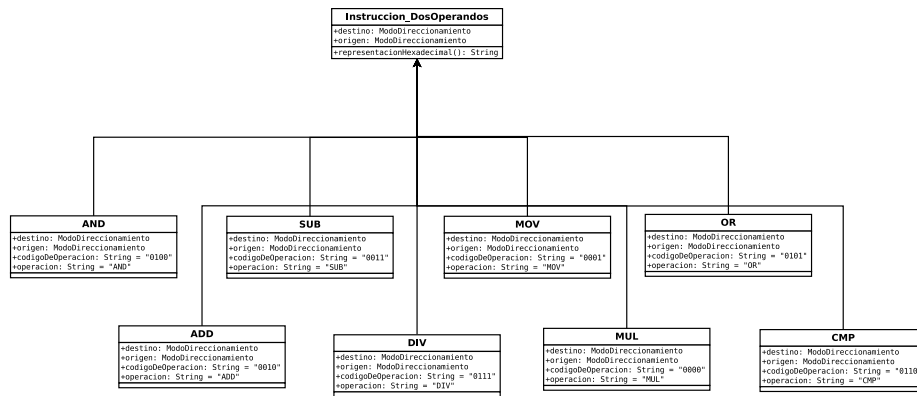 Instruccion_DosOperandos
+destino: ModoDireccionamiento
+origen: ModoDireccionamiento
+representacionHexadecimal(): String
AND
+destino: ModoDireccionamiento
+origen: ModoDireccionamiento
+codigoDeOperacion: String = "0100"
+operacion: String = "AND"
SUB
+destino: ModoDireccionamiento
+origen: ModoDireccionamiento
+codigoDeOperacion: String = "0011"
+operacion: String = "SUB"
MOV
+destino: ModoDireccionamiento
+origen: ModoDireccionamiento
+codigoDeOperacion: String = "0001"
+operacion: String = "MOV"
OR
+destino: ModoDireccionamiento
+origen: ModoDireccionamiento
+codigoDeOperacion: String = "0101"
+operacion: String = "OR"
ADD
+destino: ModoDireccionamiento
+origen: ModoDireccionamiento
+codigoDeOperacion: String = "0010"
+operacion: String = "ADD"
DIV
+destino: ModoDireccionamiento
+origen: ModoDireccionamiento
+codigoDeOperacion: String = "0111"
+operacion: String = "DIV"
MUL
+destino: ModoDireccionamiento
+origen: ModoDireccionamiento
+codigoDeOperacion: String = "0000"
+operacion: String = "MUL"
CMP
+destino: ModoDireccionamiento
+origen: ModoDireccionamiento
+codigoDeOperacion: String = "0110
+operacion: String = "CMP"